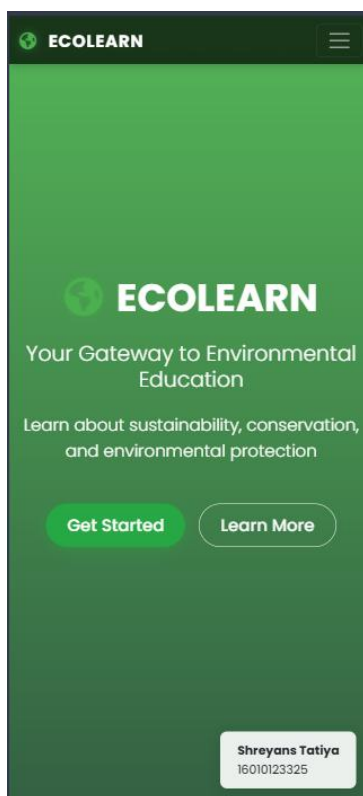 ECOLEARN
ECOLEARN
Your Gateway to Environmental
Education
Learn about sustainability, conservation,
and environmental protection
Get Started
Learn More
Shreyans Tatiya
16010123325